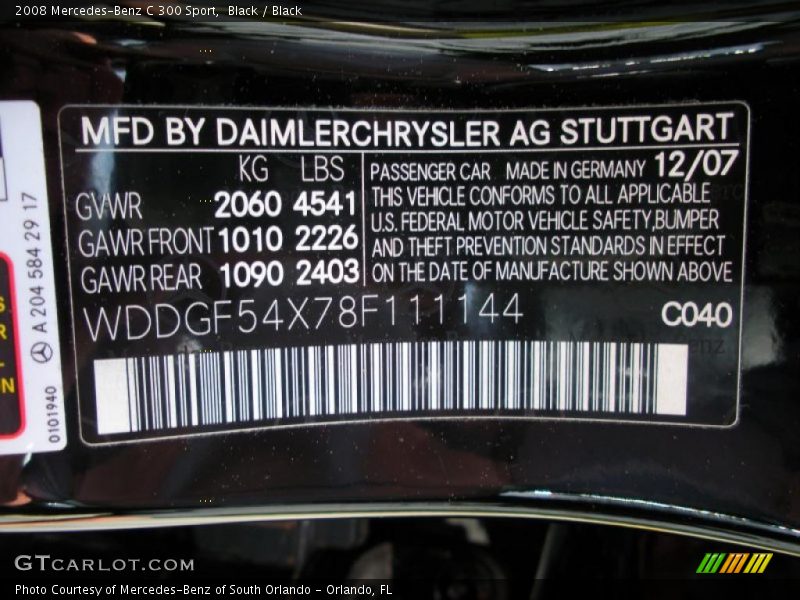 2008 Mercedes-Benz C 300 Sport,  Black / Black
MFD BY DAIMLERCHRYSLER AG STUTTGART
KG LBS
GVWR 2060 4541
GAWR FRONT 1010 2226
GAWR REAR 1090 2403
PASSENGER CAR MADE IN GERMANY 12/07
THIS VEHICLE CONFORMS TO ALL APPLICABLE
U.S. FEDERAL MOTOR VEHICLE SAFETY,BUMPER
AND THEFT PREVENTION STANDARDS IN EFFECT
ON THE DATE OF MANUFACTURE SHOWN ABOVE
WDDGF54X78F111144
C040
A 204 584 29 17
0101940
GTCARLOT.COM
Photo Courtesy of Mercedes-Benz of South Orlando - Orlando, FL